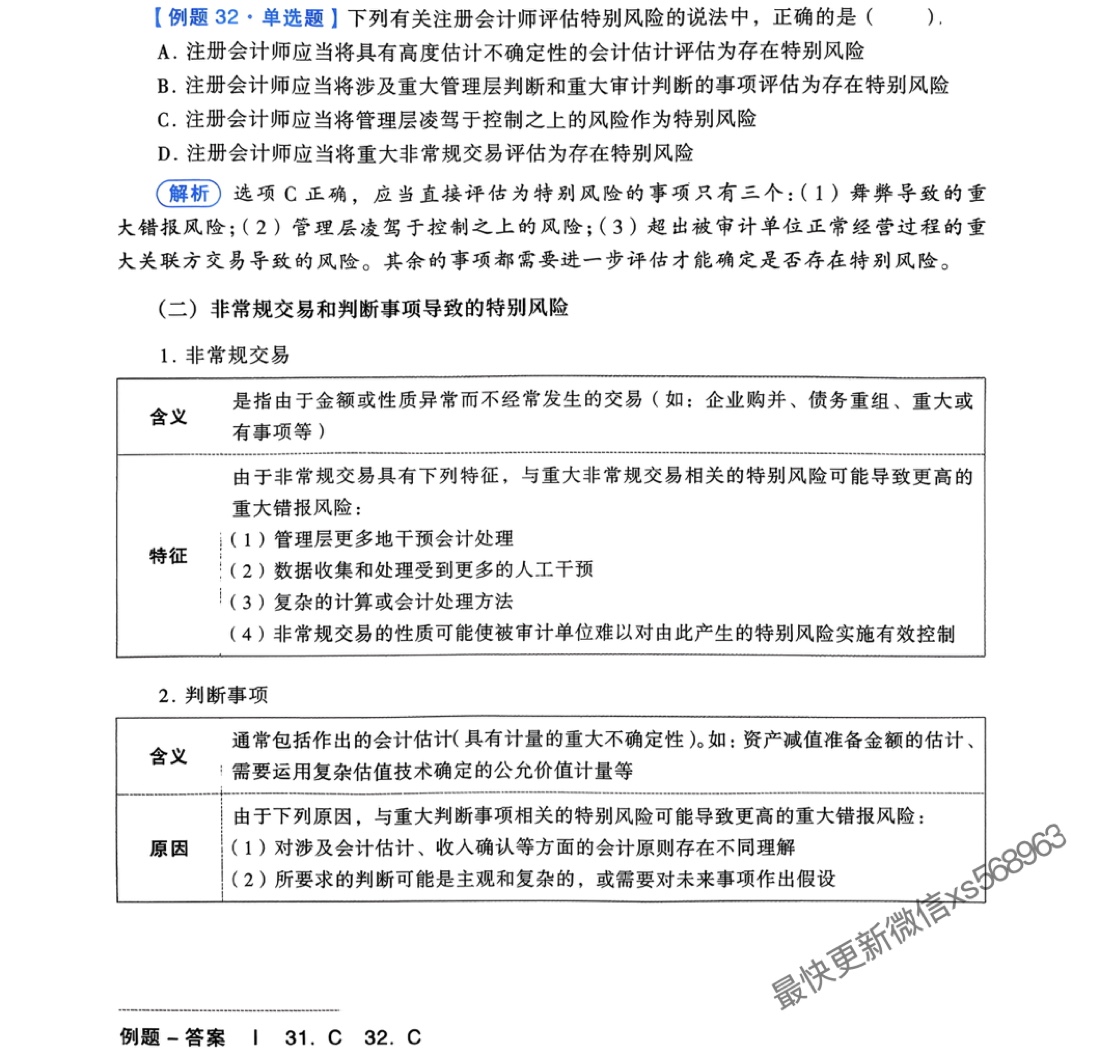 【例题 32·单选题】下列有关注册会计师评估特别风险的说法中，正确的是（　　）.
A. 注册会计师应当将具有高度估计不确定性的会计估计评估为存在特别风险
B. 注册会计师应当将涉及重大管理层判断和重大审计判断的事项评估为存在特别风险
C. 注册会计师应当将管理层凌驾于控制之上的风险作为特别风险
D. 注册会计师应当将重大非常规交易评估为存在特别风险
解析 选项 C 正确，应当直接评估为特别风险的事项只有三个：（1）舞弊导致的重
大错报风险；（2）管理层凌驾于控制之上的风险；（3）超出被审计单位正常经营过程的重
大关联方交易导致的风险。其余的事项都需要进一步评估才能确定是否存在特别风险。
（二）非常规交易和判断事项导致的特别风险
1. 非常规交易
含义
是指由于金额或性质异常而不经常发生的交易（如：企业购并、债务重组、重大或
有事项等）
特征
由于非常规交易具有下列特征，与重大非常规交易相关的特别风险可能导致更高的
重大错报风险：
（1）管理层更多地干预会计处理
（2）数据收集和处理受到更多的人工干预
（3）复杂的计算或会计处理方法
（4）非常规交易的性质可能使被审计单位难以对由此产生的特别风险实施有效控制
2. 判断事项
含义
通常包括作出的会计估计（具有计量的重大不确定性）。如：资产减值准备金额的估计、
需要运用复杂估值技术确定的公允价值计量等
原因
由于下列原因，与重大判断事项相关的特别风险可能导致更高的重大错报风险：
（1）对涉及会计估计、收入确认等方面的会计原则存在不同理解
（2）所要求的判断可能是主观和复杂的，或需要对未来事项作出假设
最快更新微信xs568963
例题－答案　|　31. C　32. C